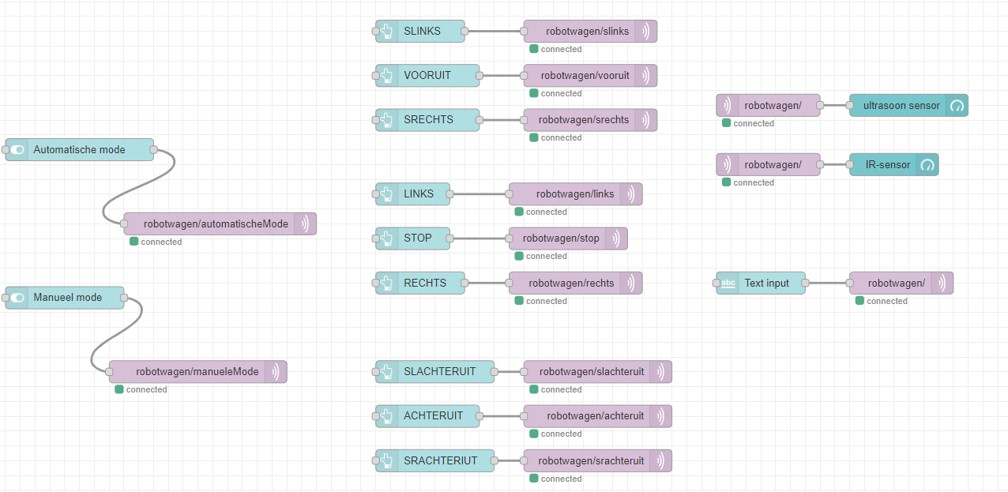 SLINKS
robotwagen/slinks
connected
VOORUIT
robotwagen/vooruit
connected
SRECHTS
robotwagen/srechts
connected
robotwagen/
ultrasoon sensor
connected
Automatische mode
robotwagen/
IR-sensor
connected
LINKS
robotwagen/links
connected
robotwagen/automatischeMode
connected
STOP
robotwagen/stop
connected
Manueel mode
RECHTS
robotwagen/rechts
connected
abc
Text input
robotwagen/
connected
robotwagen/manueleMode
connected
SLACHTERUIT
robotwagen/slachteruit
connected
ACHTERUIT
robotwagen/achteruit
connected
SRACHTERIUT
robotwagen/srachteruit
connected